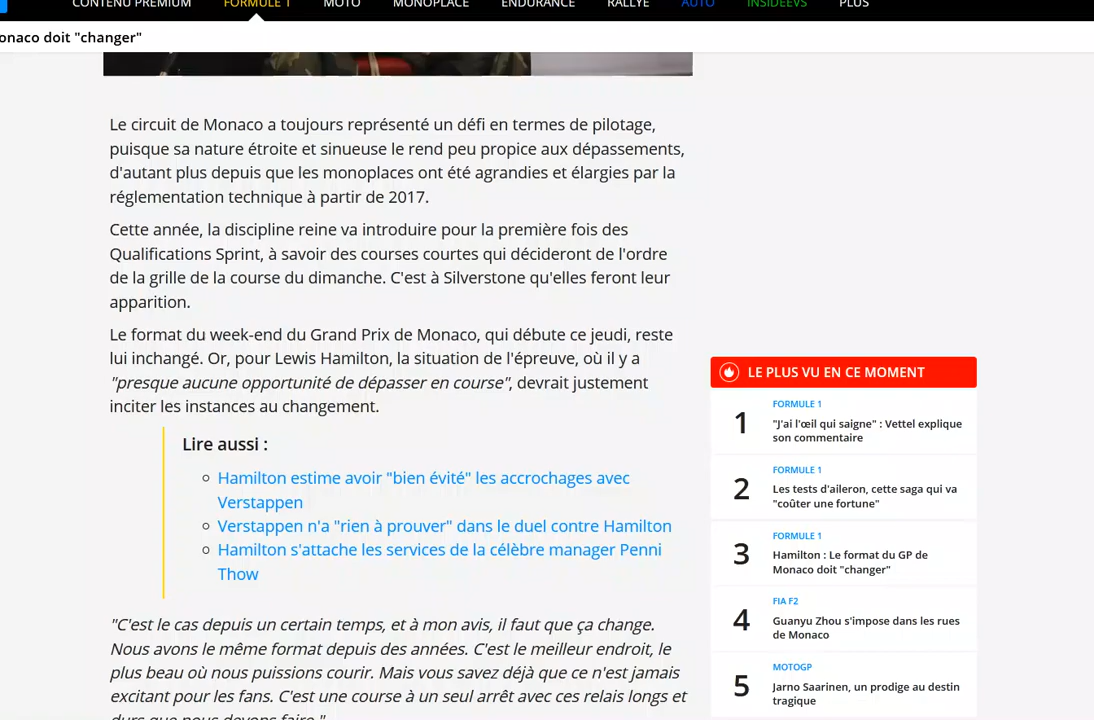 CONTENU PREMIUM FORMULE 1 MOTO MONOPLACE ENDURANCE RALLYE AUTO INSIDEEVS PLUS
onaco doit "changer"
Le circuit de Monaco a toujours représenté un défi en termes de pilotage,
puisque sa nature étroite et sinueuse le rend peu propice aux dépassements,
d'autant plus depuis que les monoplaces ont été agrandies et élargies par la
réglementation technique à partir de 2017.
Cette année, la discipline reine va introduire pour la première fois des
Qualifications Sprint, à savoir des courses courtes qui décideront de l'ordre
de la grille de la course du dimanche. C'est à Silverstone qu'elles feront leur
apparition.
Le format du week-end du Grand Prix de Monaco, qui débute ce jeudi, reste
lui inchangé. Or, pour Lewis Hamilton, la situation de l'épreuve, où il y a
"presque aucune opportunité de dépasser en course", devrait justement
inciter les instances au changement.
Lire aussi :
Hamilton estime avoir "bien évité" les accrochages avec
Verstappen
Verstappen n'a "rien à prouver" dans le duel contre Hamilton
Hamilton s'attache les services de la célèbre manager Penni
Thow
"C'est le cas depuis un certain temps, et à mon avis, il faut que ça change.
Nous avons le même format depuis des années. C'est le meilleur endroit, le
plus beau où nous puissions courir. Mais vous savez déjà que ce n'est jamais
excitant pour les fans. C'est une course à un seul arrêt avec ces relais longs et
durs que nous devons faire."
LE PLUS VU EN CE MOMENT
1
FORMULE 1
"J'ai l'œil qui saigne" : Vettel explique
son commentaire
2
FORMULE 1
Les tests d'aileron, cette saga qui va
"coûter une fortune"
3
FORMULE 1
Hamilton : Le format du GP de
Monaco doit "changer"
4
FIA F2
Guanyu Zhou s'impose dans les rues
de Monaco
5
MOTOGP
Jarno Saarinen, un prodige au destin
tragique